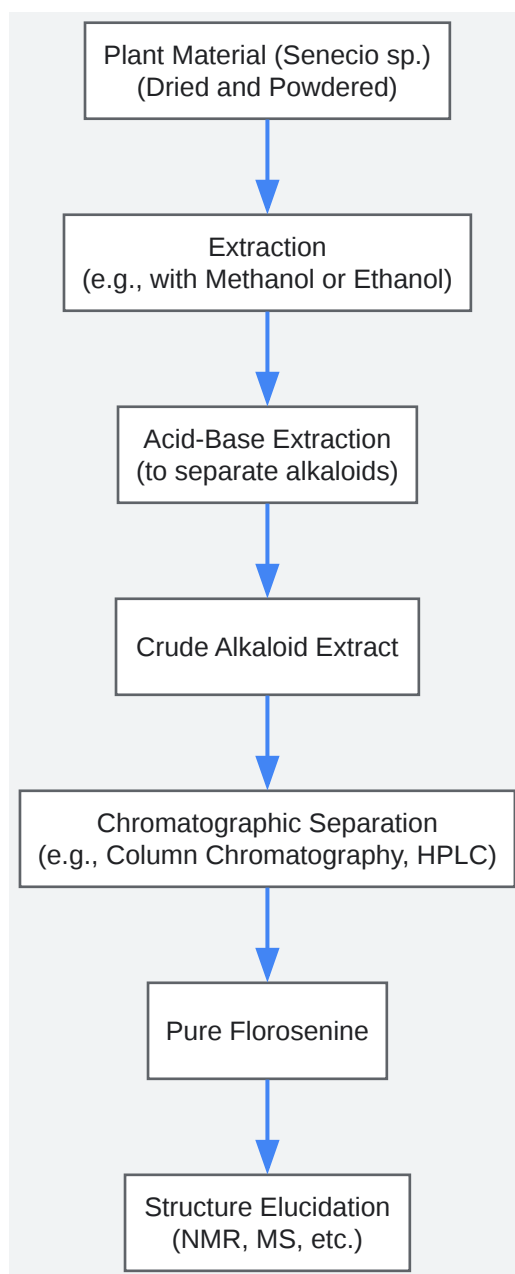 Plant Material (Senecio sp.)
(Dried and Powdered)
Extraction
(e.g., with Methanol or Ethanol)
Acid-Base Extraction
(to separate alkaloids)
Crude Alkaloid Extract
Chromatographic Separation
(e.g., Column Chromatography, HPLC)
Pure Florosenine
Structure Elucidation
(NMR, MS, etc.)